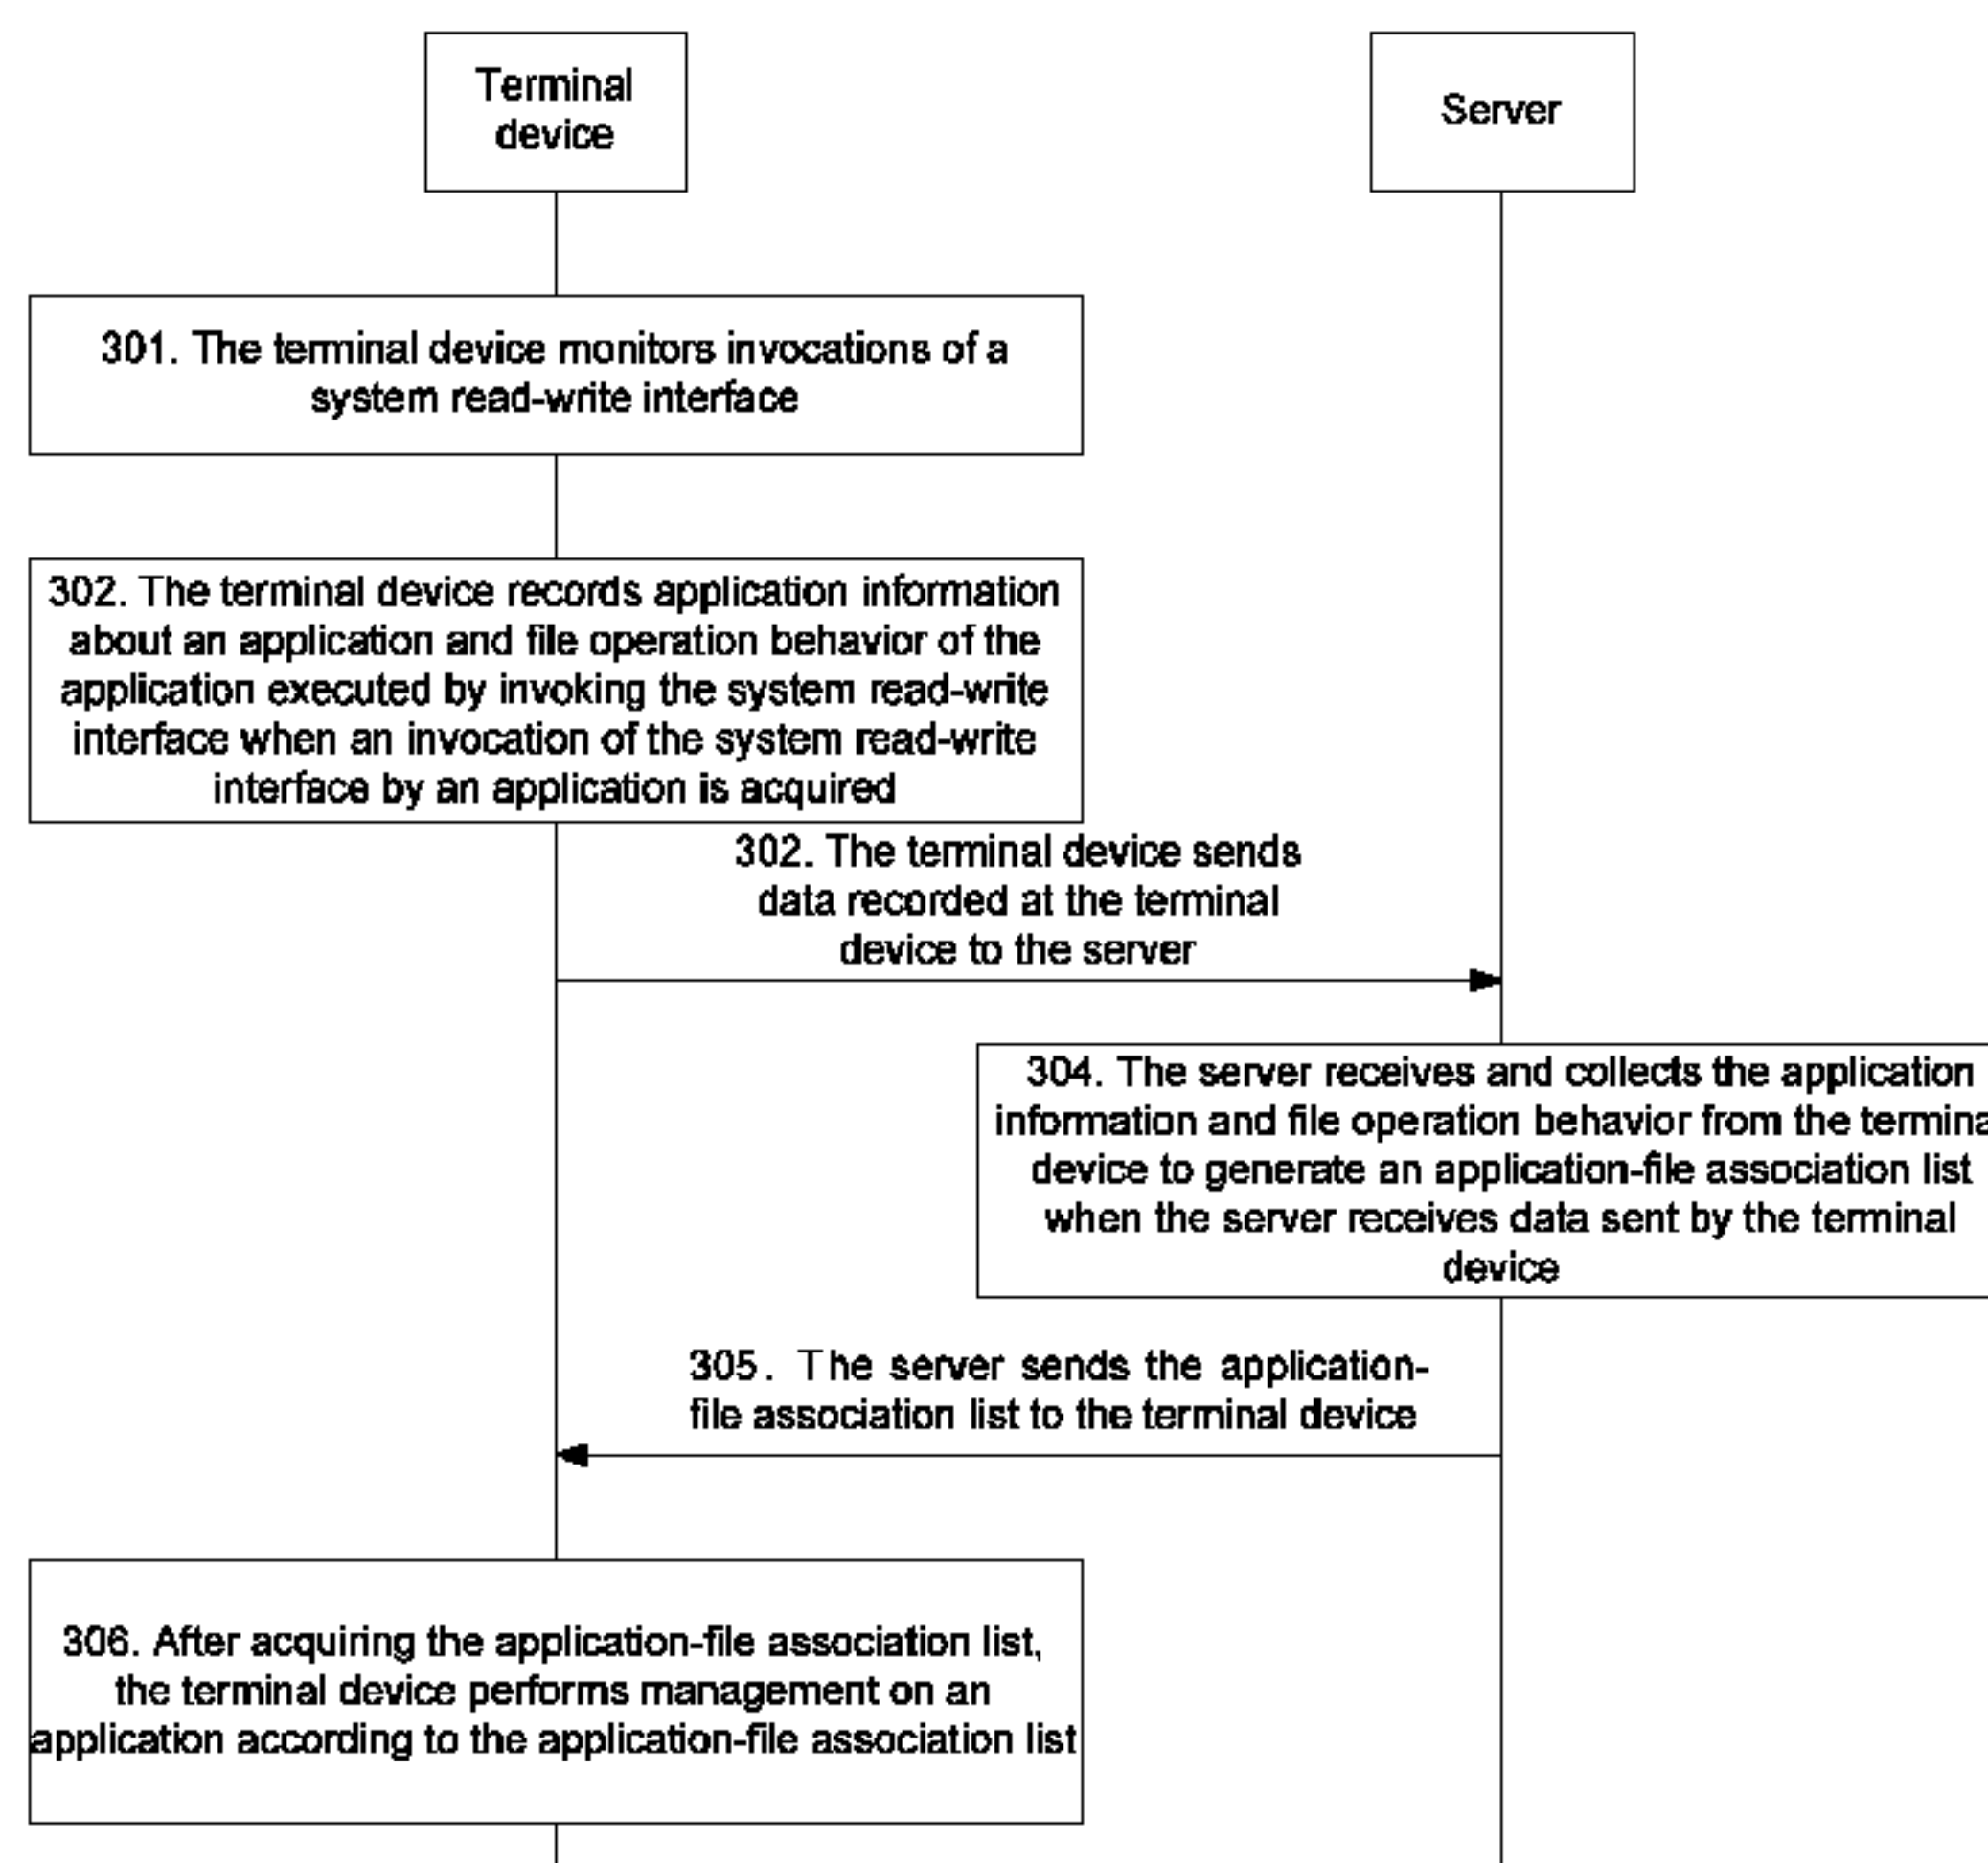 Terminal
device
Server
301. The terminal device monitors invocations of a
system read-write interface
302. The terminal device records application information
about an application and file operation behavior of the
application executed by invoking the system read-write
interface when an invocation of the system read-write
interface by an application is acquired
302. The terminal device sends
data recorded at the terminal
device to the server
304. The server receives and collects the application
information and file operation behavior from the termina
device to generate an application-file association list
when the server receives data sent by the terminal
device
305. The server sends the application-
file association list to the terminal device
306. After acquiring the application-file association list,
the terminal device performs management on an
application according to the application-file association list